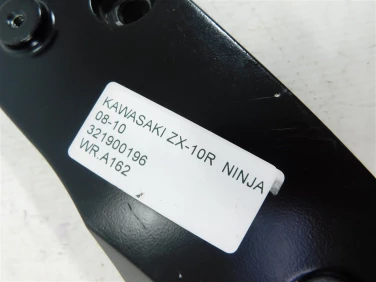 KAWASAKI ZX-10R NINJA
08-10
321900196
WR.A162